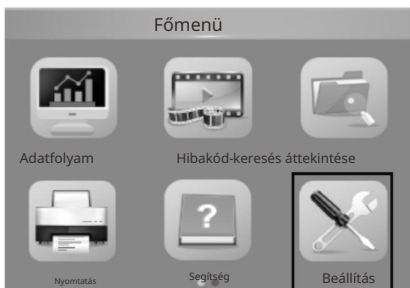 Főmenü
Adatfolyam
Hibakód-keresés áttekintése
Nyomtatás
Segítség
Beállítás